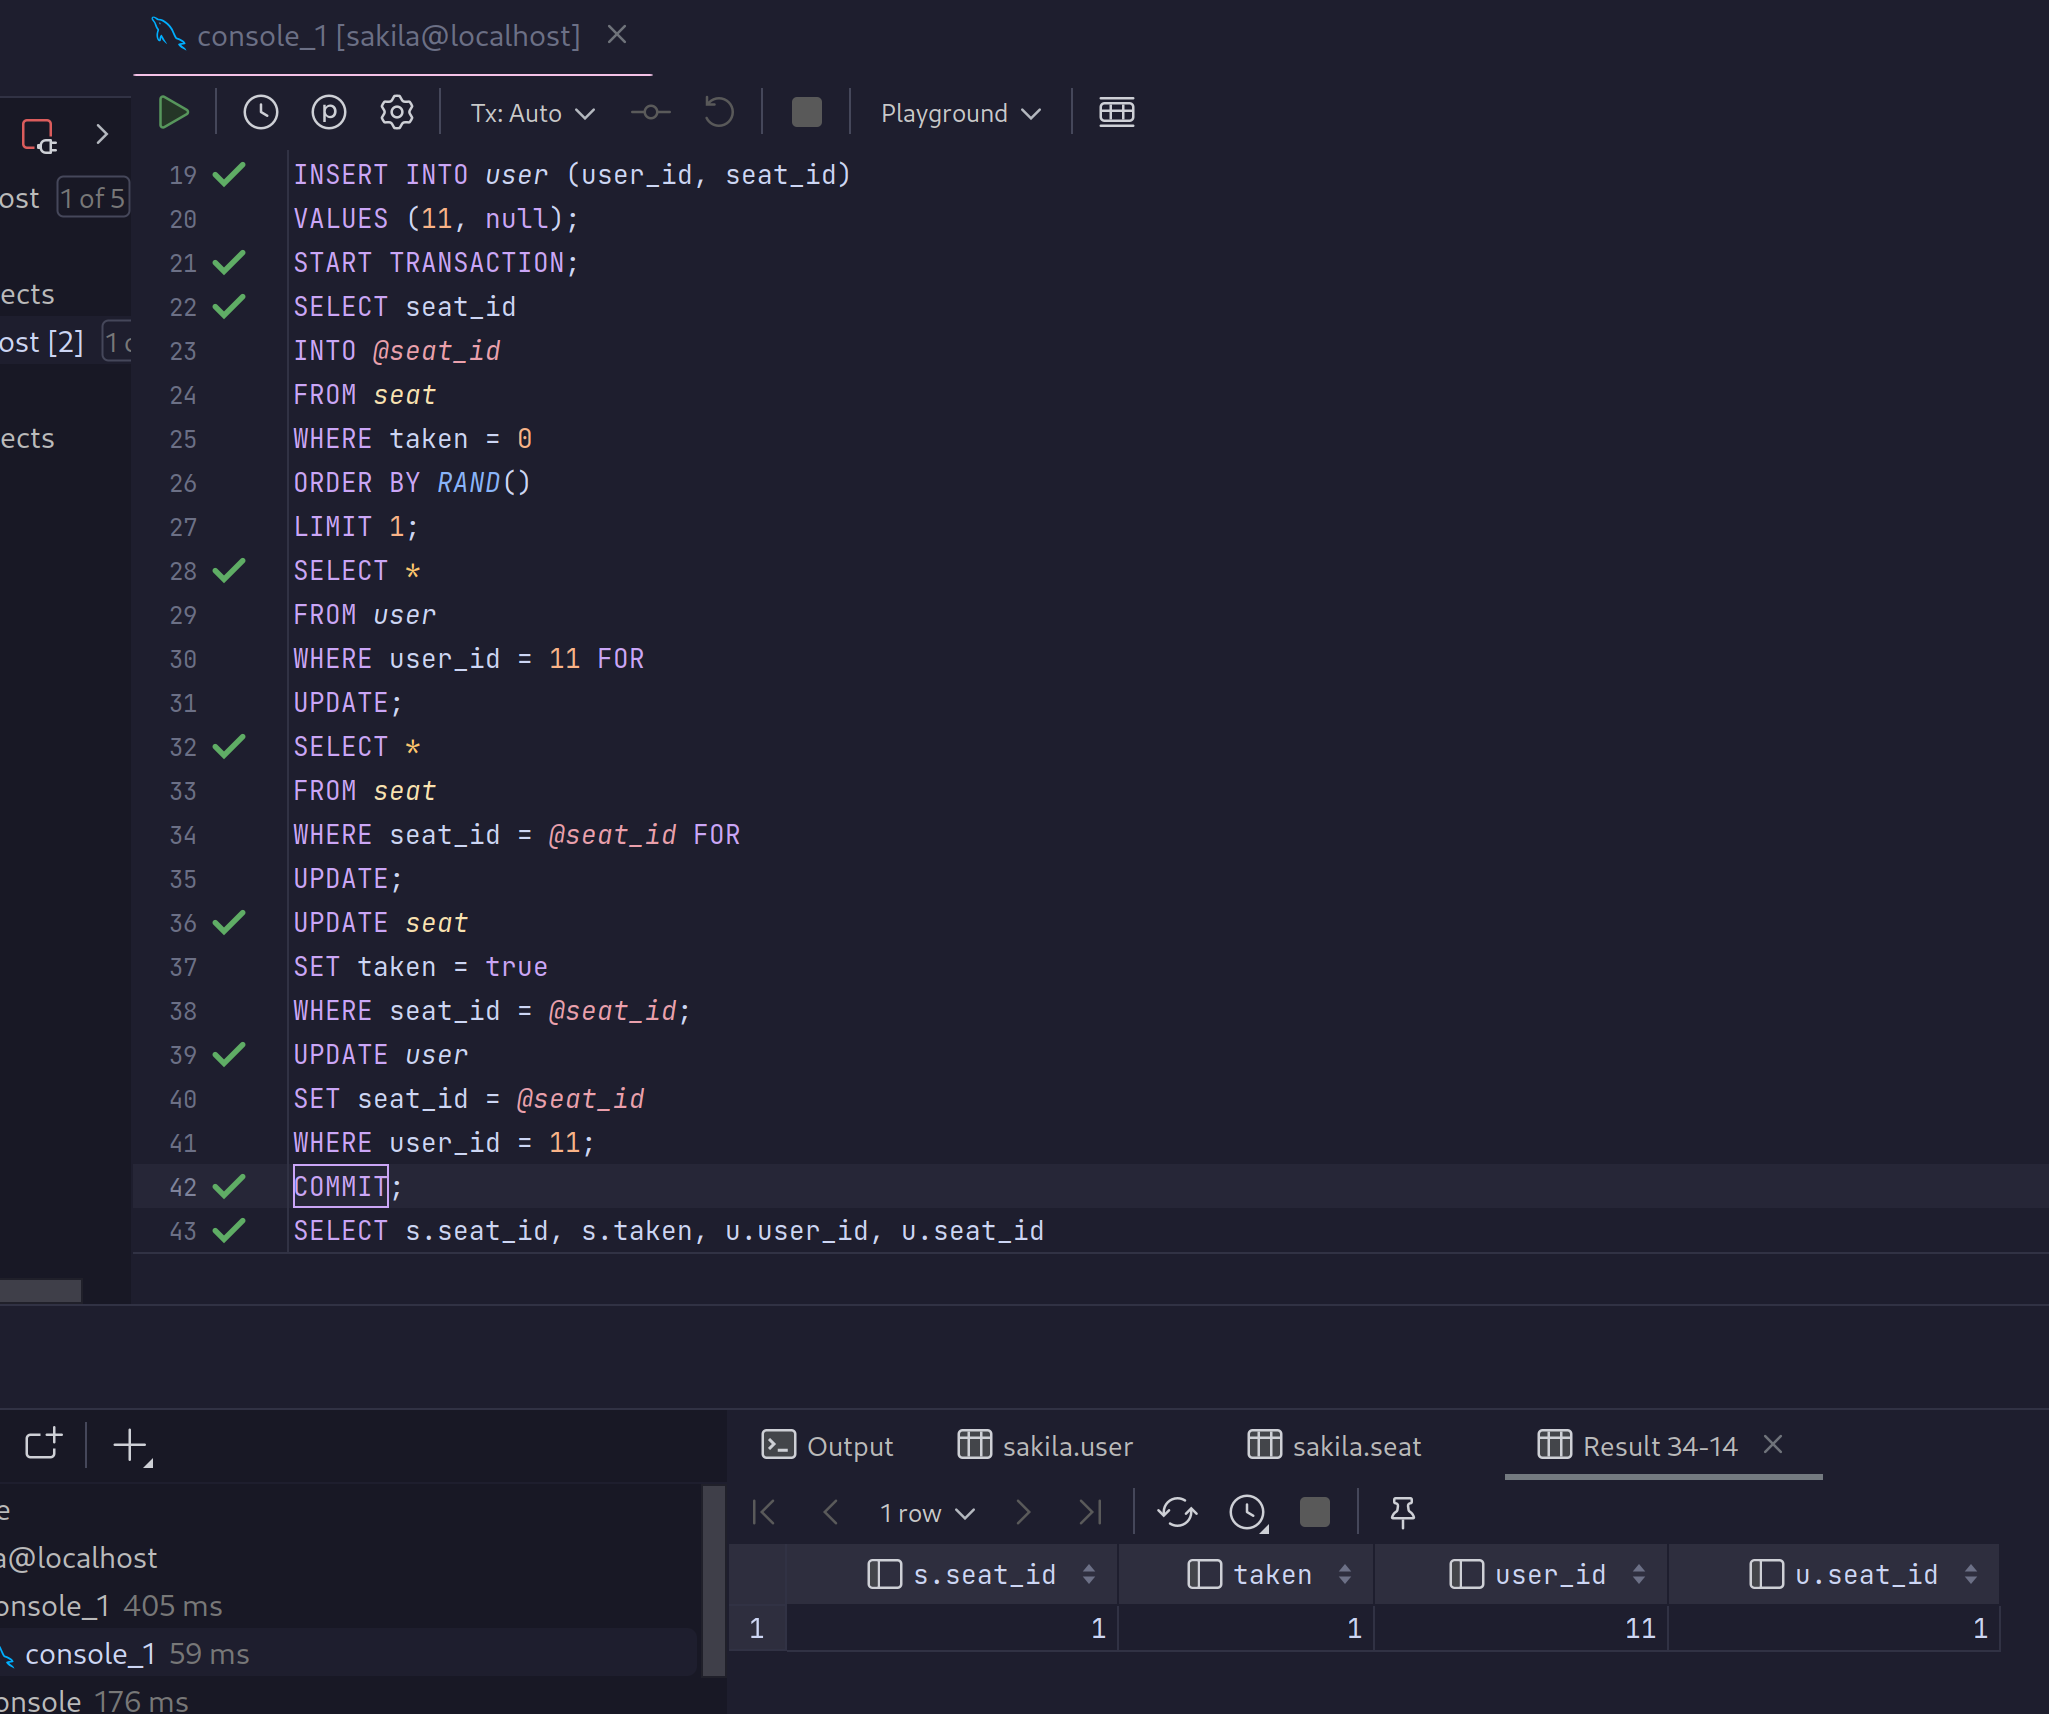 console_1 [sakila@localhost]
Tx: Auto
Playground
ost 1 of 5
ects
ost [2]
ects
19 INSERT INTO user (user_id, seat_id)
20 VALUES (11, null);
21 START TRANSACTION;
22 SELECT seat_id
23 INTO @seat_id
24 FROM seat
25 WHERE taken = 0
26 ORDER BY RAND()
27 LIMIT 1;
28 SELECT *
29 FROM user
30 WHERE user_id = 11 FOR
31 UPDATE;
32 SELECT *
33 FROM seat
34 WHERE seat_id = @seat_id FOR
35 UPDATE;
36 UPDATE seat
37 SET taken = true
38 WHERE seat_id = @seat_id;
39 UPDATE user
40 SET seat_id = @seat_id
41 WHERE user_id = 11;
42 COMMIT;
43 SELECT s.seat_id, s.taken, u.user_id, u.seat_id
e
a@localhost
onsole_1 405 ms
console_1 59 ms
onsole 176 ms
Output sakila.user sakila.seat Result 34-14
1 row
s.seat_id taken user_id u.seat_id
1 1 1 11 1